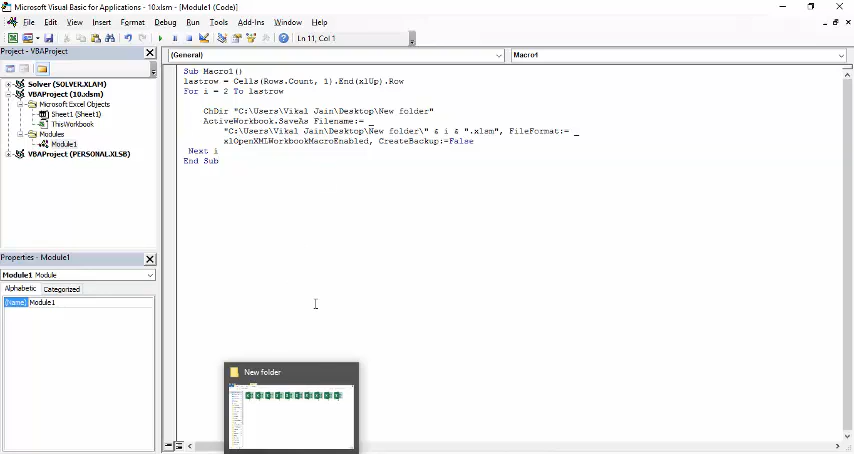 Microsoft Visual Basic for Applications - 10.xlsm - [Module1 (Code)]
File Edit View Insert Format Debug Run Tools Add-Ins Window Help
Ln 11, Col 1
Project - VBAProject
(General)
Macro1
Solver (SOLVER.XLAM)
VBAProject (10.xlsm)
Microsoft Excel Objects
Sheet1 (Sheet1)
ThisWorkbook
Modules
Module1
VBAProject (PERSONAL.XLSB)
Sub Macro1()
lastrow = Cells(Rows.Count, 1).End(xlUp).Row
For i = 2 To lastrow
ChDir "C:\Users\Vikal Jain\Desktop\New folder"
ActiveWorkbook.SaveAs Filename:= _
"C:\Users\Vikal Jain\Desktop\New folder\" & i & ".xlsm", FileFormat:= _
xlOpenXMLWorkbookMacroEnabled, CreateBackup:=False
Next i
End Sub
Properties - Module1
Module1 Module
Alphabetic Categorized
(Name) Module1
New folder